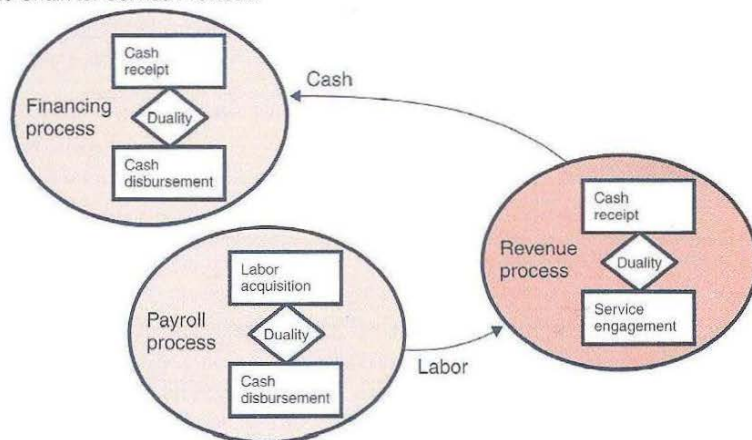 Cash
receipt
Duality
Cash
disbursement
Financing
process
Cash
Cash
receipt
Duality
Service
engagement
Revenue
process
Labor
acquisition
Duality
Cash
disbursement
Payroll
process
Labor